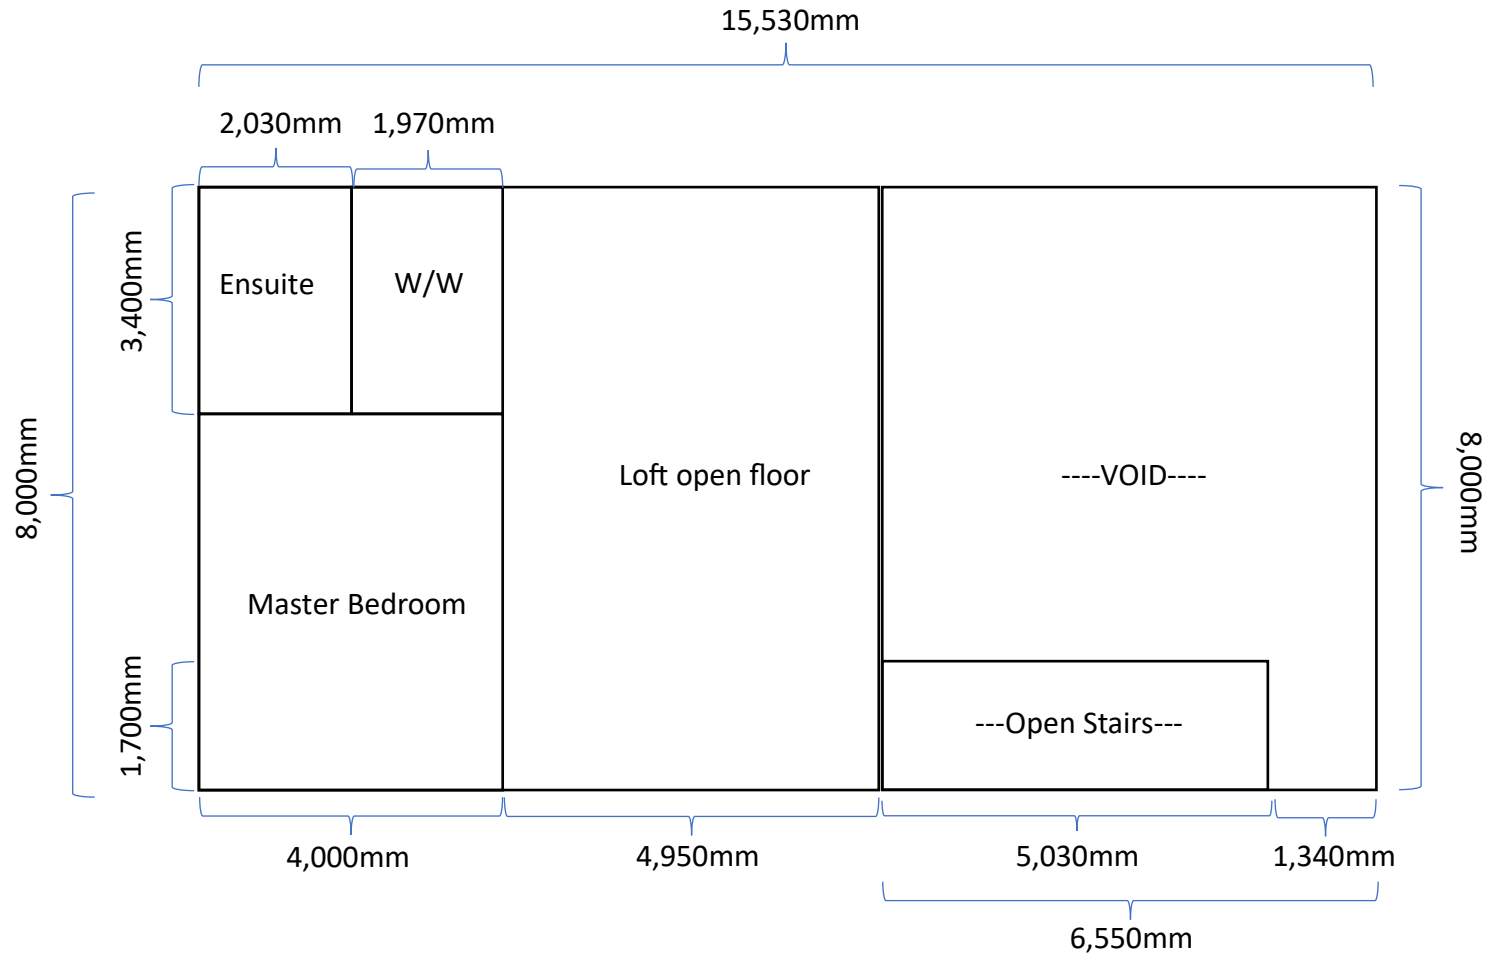 15,530mm
2,030mm
1,970mm
3,400mm
Ensuite
W/W
8,000mm
Loft open floor
----VOID----
8,000mm
Master Bedroom
1,700mm
---Open Stairs---
4,000mm
4,950mm
5,030mm
1,340mm
6,550mm